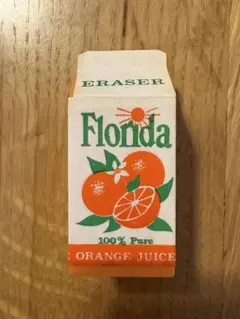 ERASER
Florida
100% Pure
ORANGE JUICE